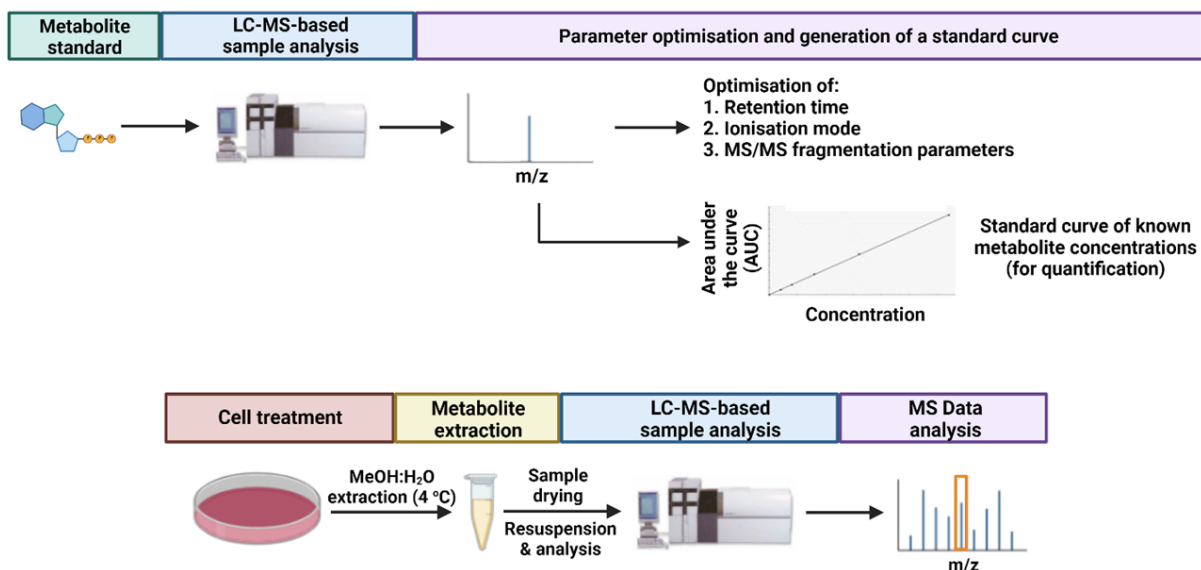 Metabolite
standard
LC-MS-based
sample analysis
Parameter optimisation and generation of a standard curve
m/z
Optimisation of:
1. Retention time
2. Ionisation mode
3. MS/MS fragmentation parameters
Area under
the curve
(AUC)
Concentration
Standard curve of known
metabolite concentrations
(for quantification)
Cell treatment
Metabolite
extraction
LC-MS-based
sample analysis
MS Data
analysis
MeOH:H₂O
extraction (4 °C)
Sample
drying
Resuspension
& analysis
m/z